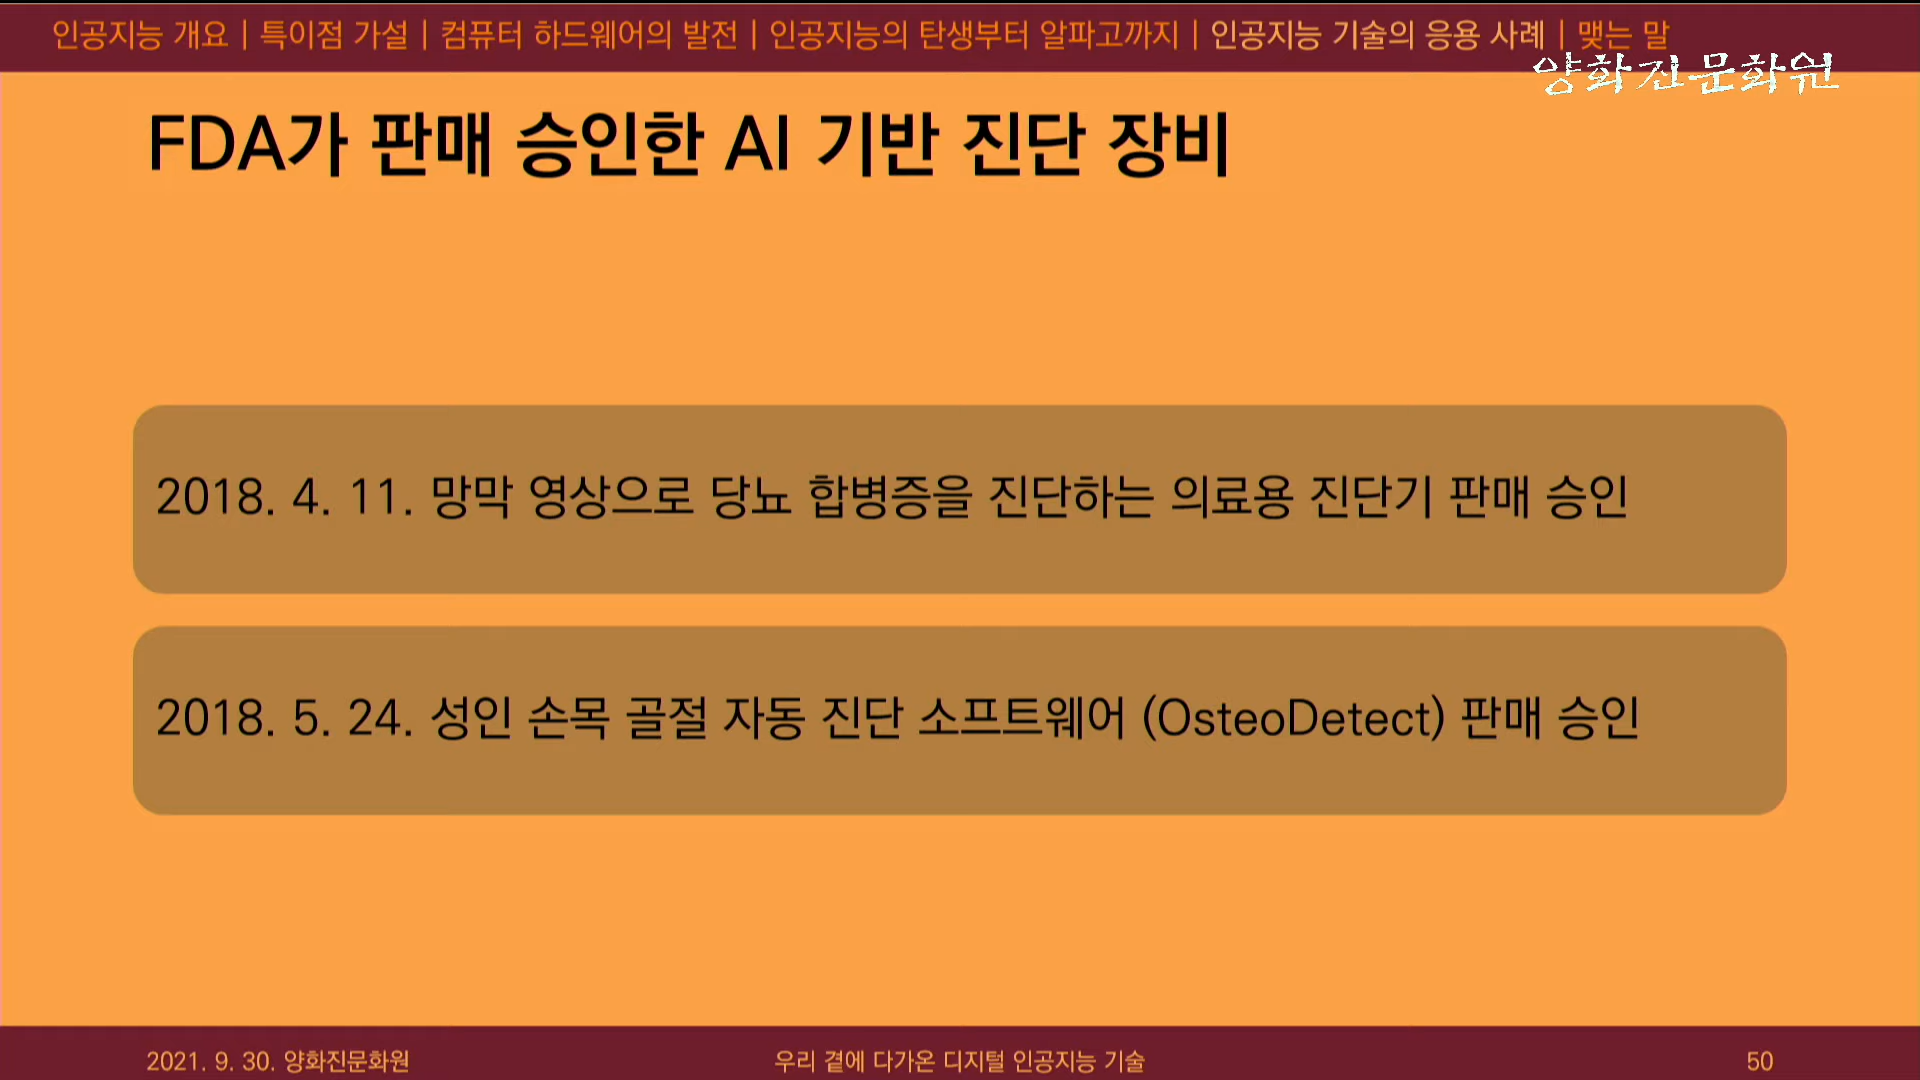 인공지능 개요 | 특이점 가설 | 컴퓨터 하드웨어의 발전 | 인공지능의 탄생부터 알파고까지 | 인공지능 기술의 응용 사례 | 맺는 말
양화진문화원
FDA가 판매 승인한 AI 기반 진단 장비
2018. 4. 11. 망막 영상으로 당뇨 합병증을 진단하는 의료용 진단기 판매 승인
2018. 5. 24. 성인 손목 골절 자동 진단 소프트웨어 (OsteoDetect) 판매 승인
2021. 9. 30. 양화진문화원
우리 곁에 다가온 디지털 인공지능 기술
50